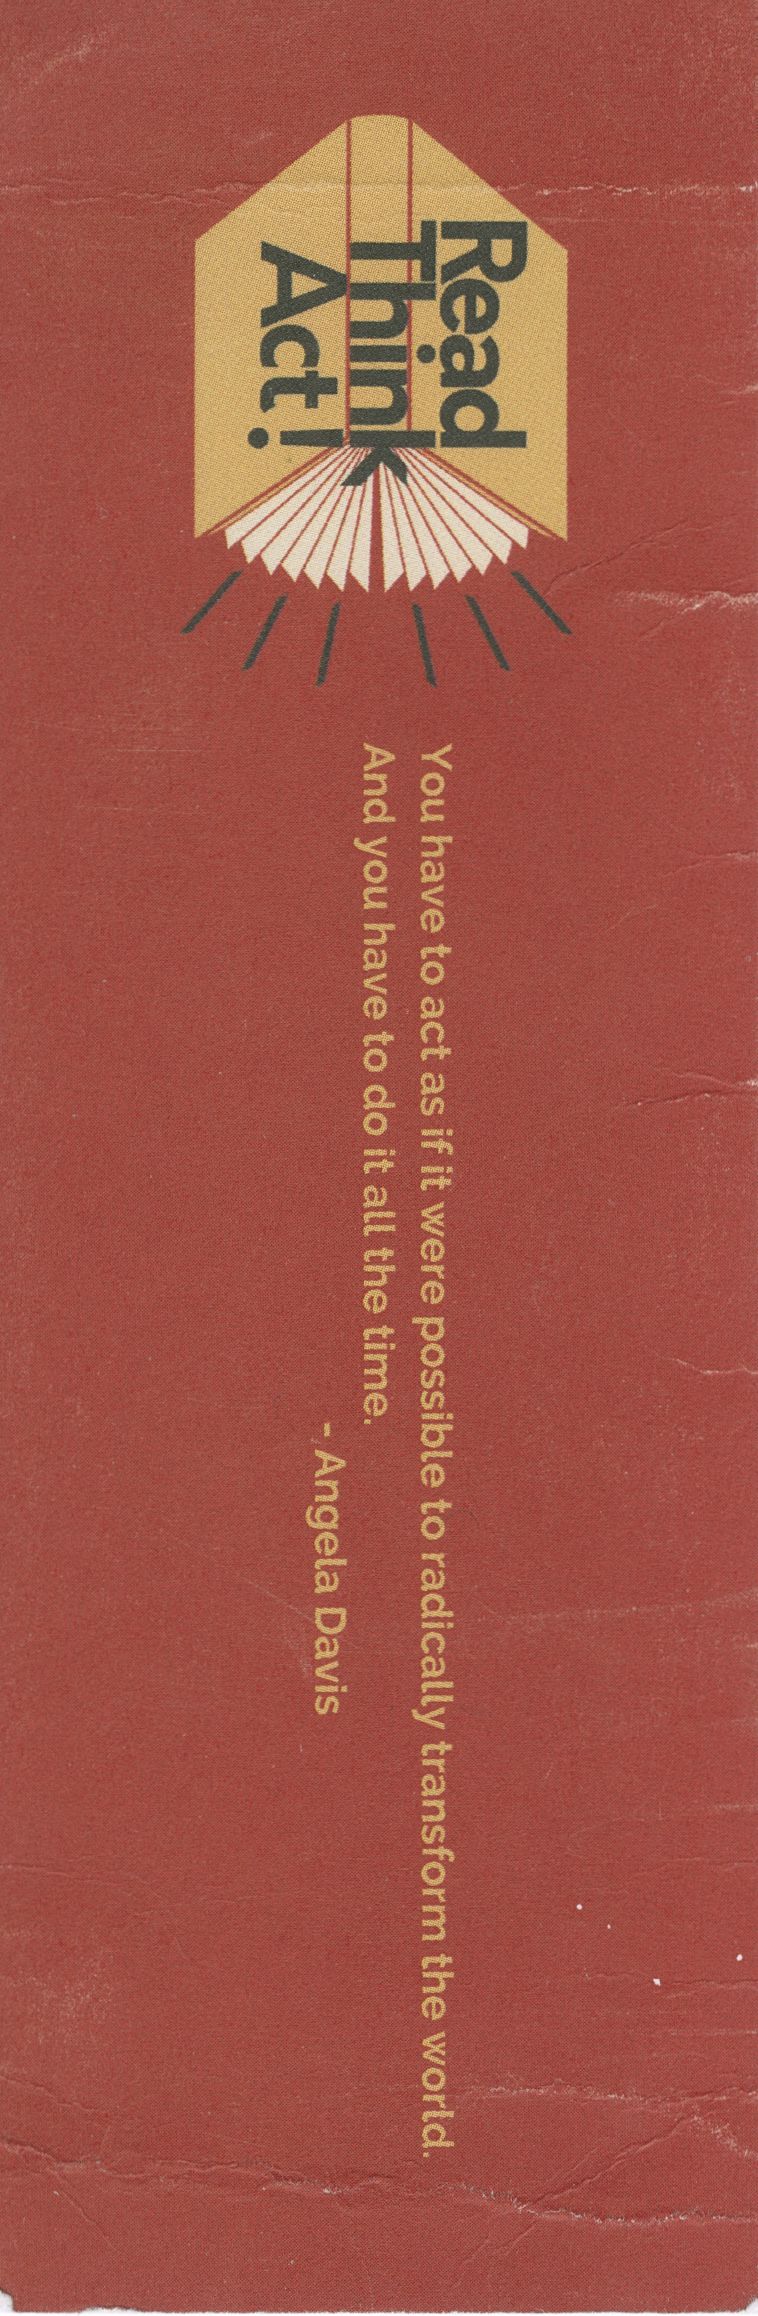 Read
Think
Act!
You have to act as if it were possible to radically transform the world.
And you have to do it all the time.
- Angela Davis